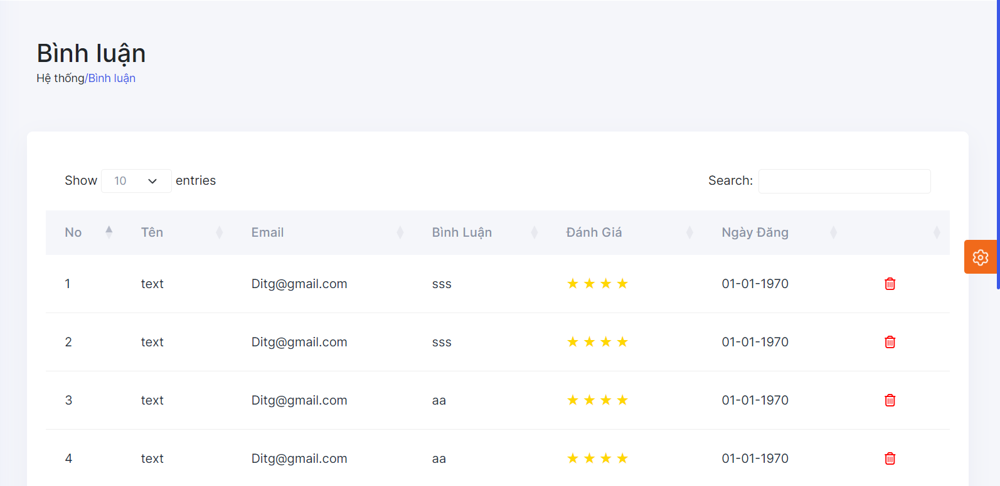 Bình luận
Hệ thống/Bình luận
Show 10 entries
Search:
No Tên Email Bình Luận Đánh Giá Ngày Đăng
1 text Ditg@gmail.com sss ★ ★ ★ ★ 01-01-1970
2 text Ditg@gmail.com sss ★ ★ ★ ★ 01-01-1970
3 text Ditg@gmail.com aa ★ ★ ★ ★ 01-01-1970
4 text Ditg@gmail.com aa ★ ★ ★ ★ 01-01-1970